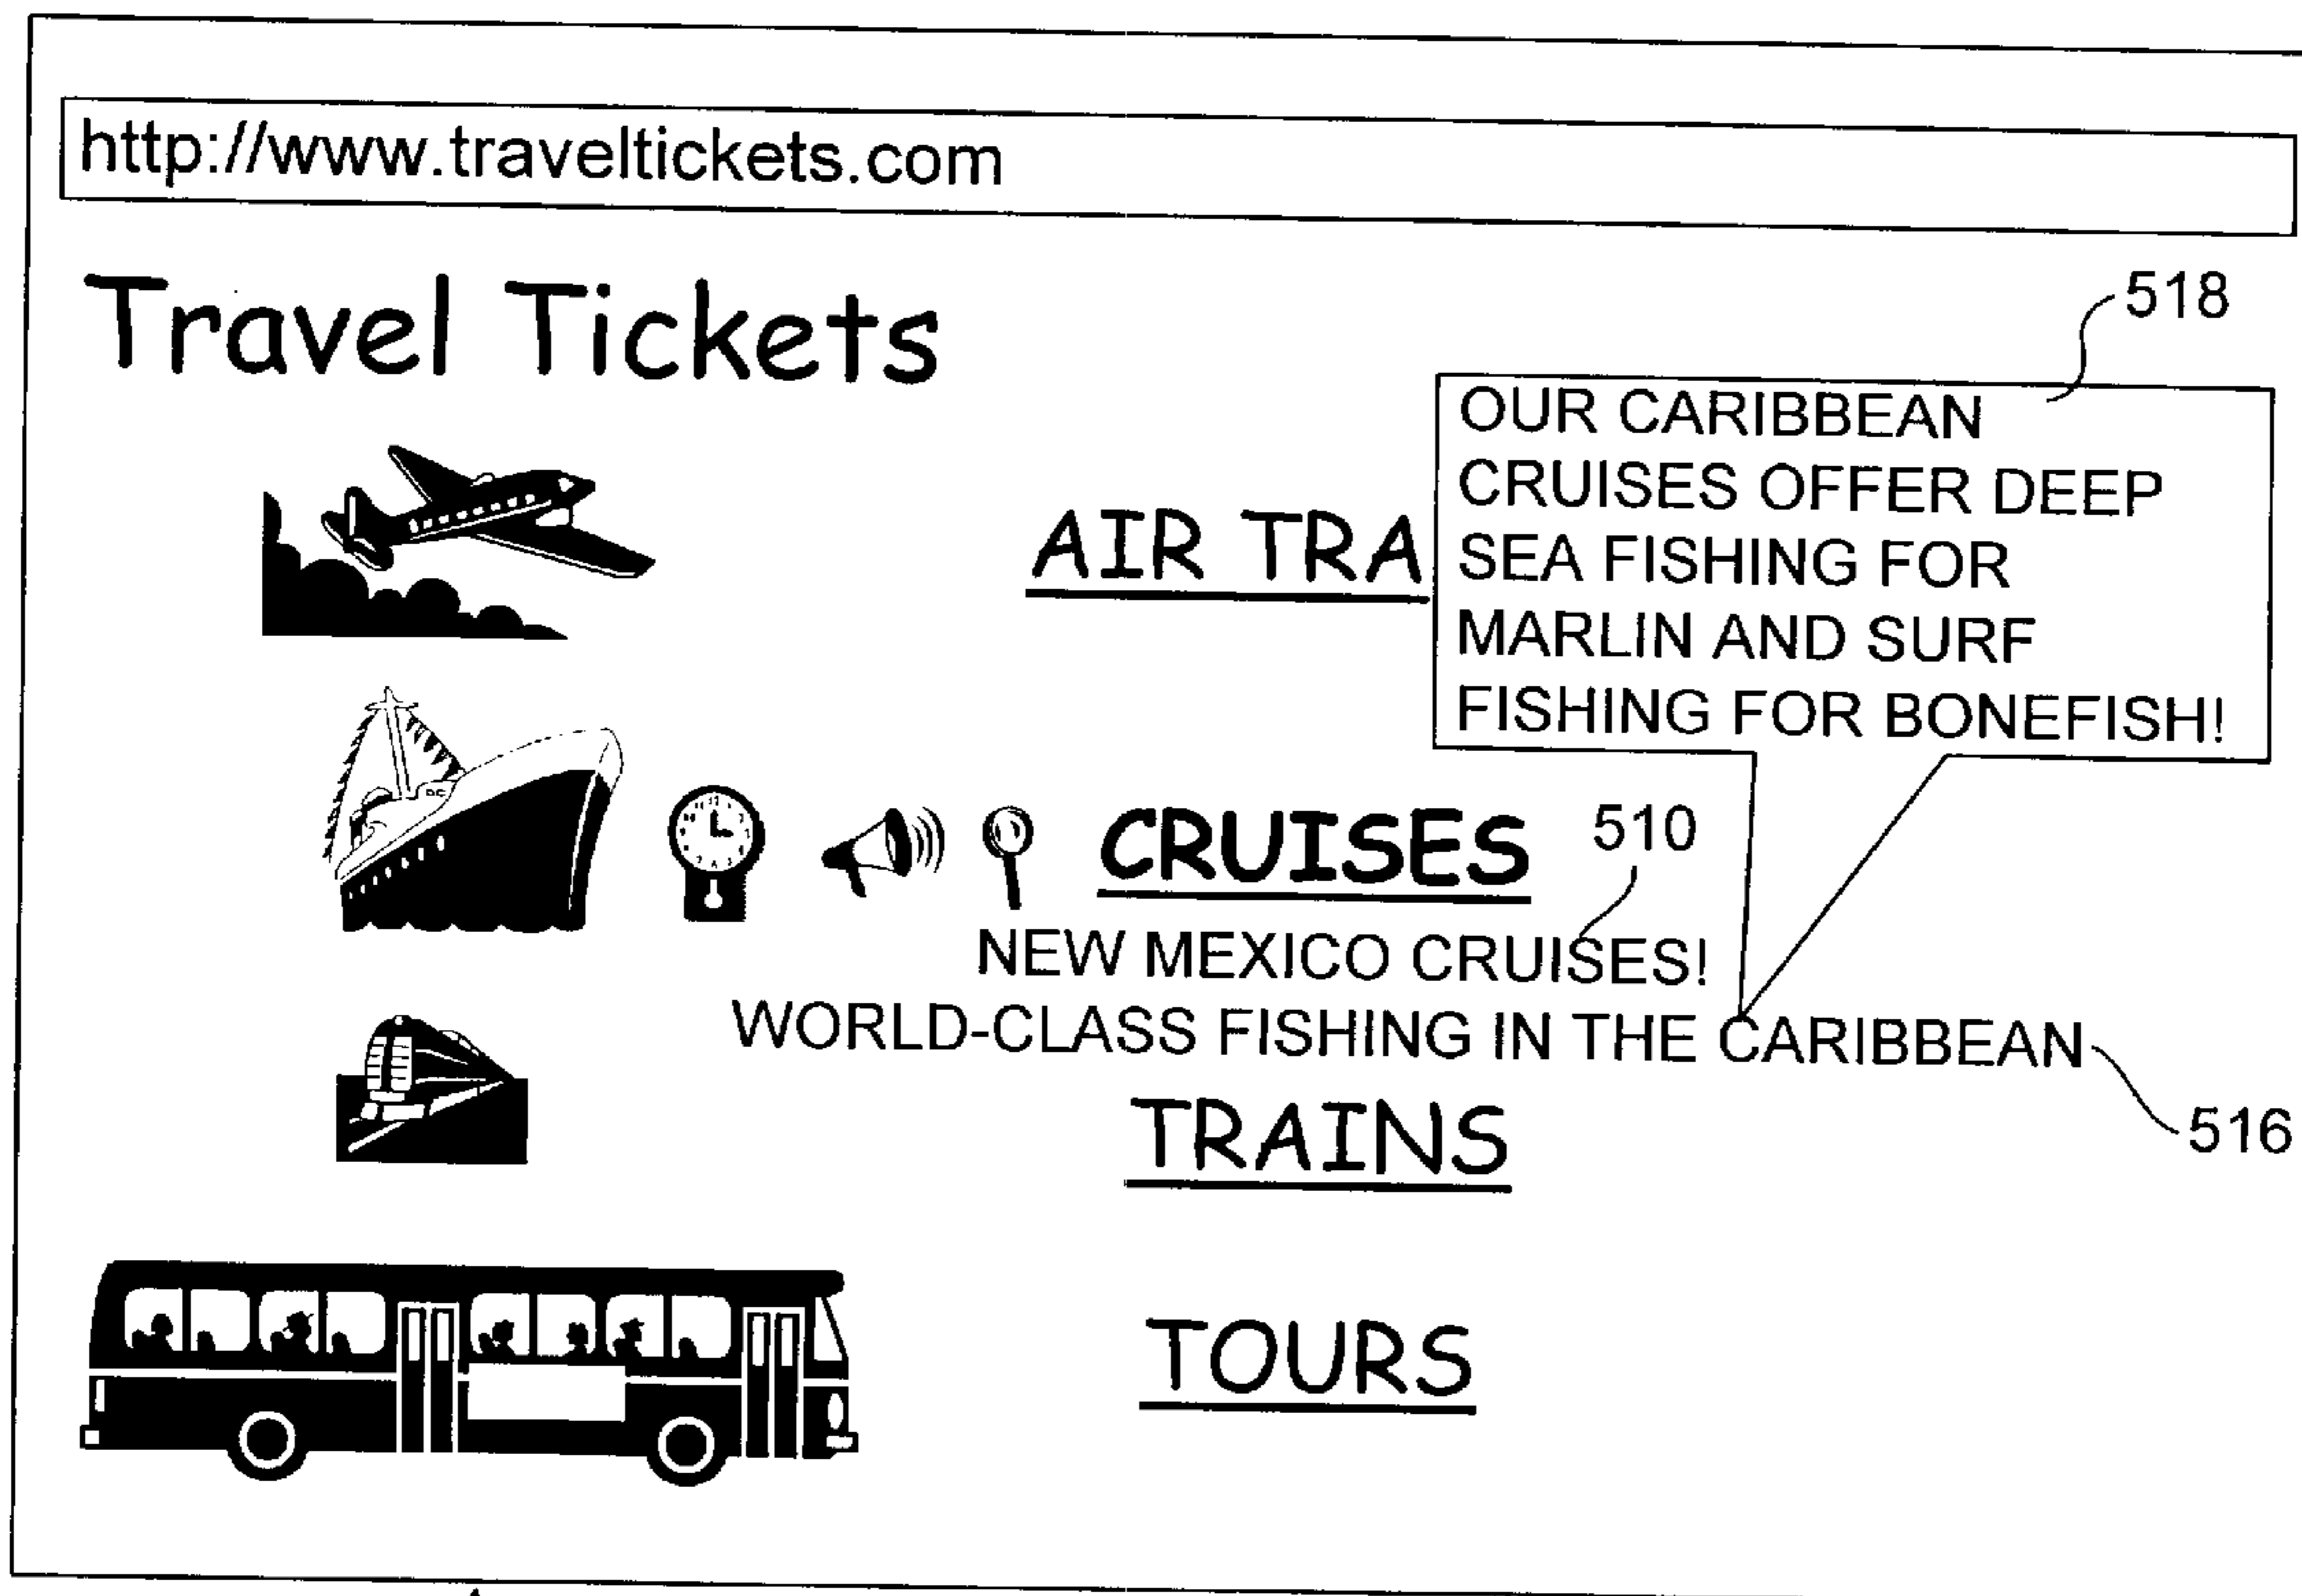 http://www.traveltickets.com
Travel Tickets
518
OUR CARIBBEAN
CRUISES OFFER DEEP
SEA FISHING FOR
MARLIN AND SURF
FISHING FOR BONEFISH!
AIR TRA
CRUISES
510
NEW MEXICO CRUISES!
WORLD-CLASS FISHING IN THE CARIBBEAN
516
TRAINS
TOURS